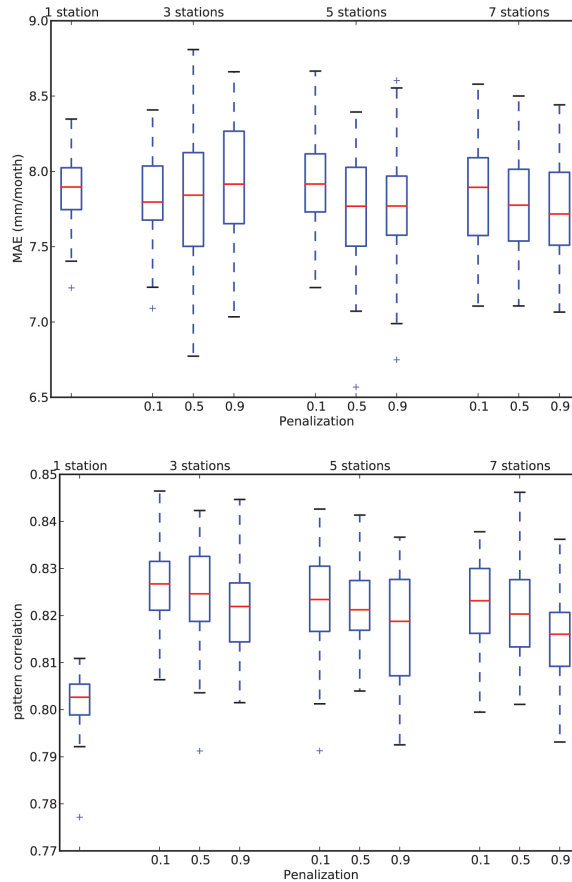 1 station 3 stations 5 stations 7 stations
9.0
8.5
8.0
7.5
7.0
6.5
MAE (mm/month)
0.1 0.5 0.9 0.1 0.5 0.9 0.1 0.5 0.9
Penalization
1 station 3 stations 5 stations 7 stations
0.85
0.84
0.83
0.82
0.81
0.80
0.79
0.78
0.77
pattern correlation
0.1 0.5 0.9 0.1 0.5 0.9 0.1 0.5 0.9
Penalization